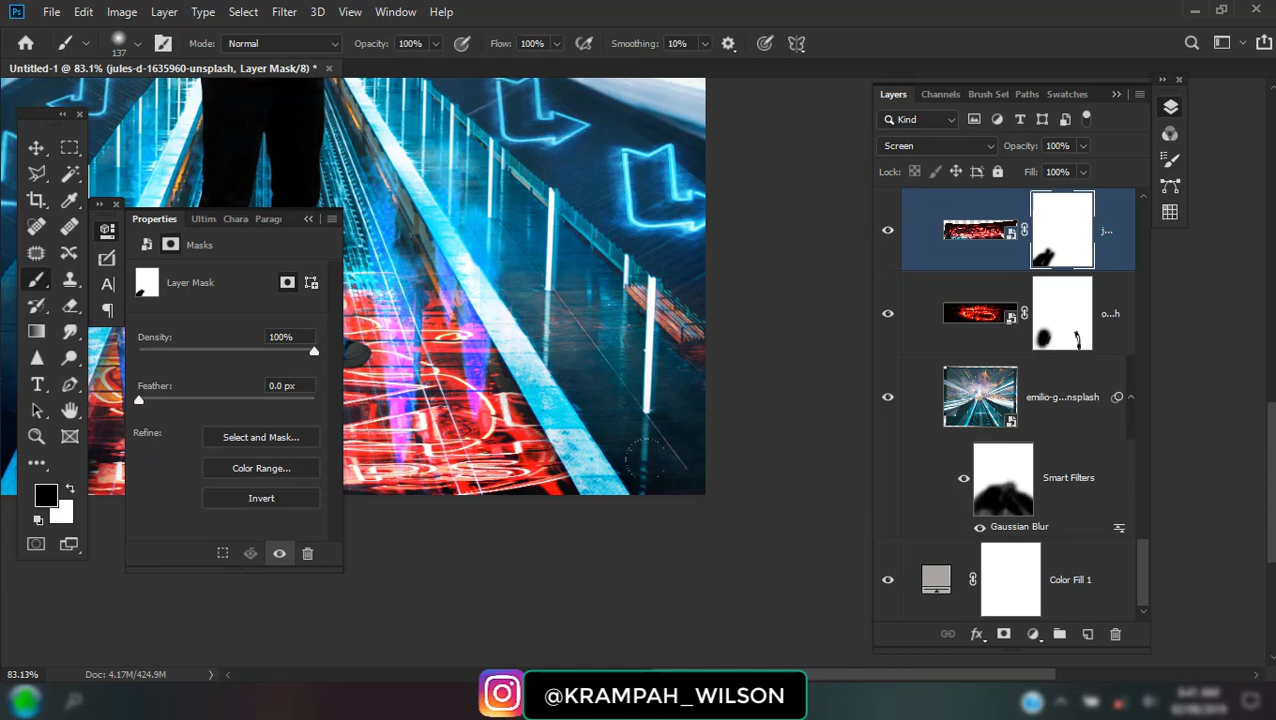 Ps File Edit Image Layer Type Select Filter 3D View Window Help
137 Mode: Normal Opacity: 100% Flow: 100% Smoothing: 10%
Untitled-1 @ 83.1% (jules-d-1635960-unsplash, Layer Mask/8) *
Layers Channels Brush Set Paths Swatches
Kind
Screen Opacity: 100%
Lock: Fill: 100%
j...
o...h
emilio-g...nsplash
Smart Filters
Gaussian Blur
Color Fill 1
fx
Properties Ultim Chara Paragi
Masks
Layer Mask
Density: 100%
Feather: 0.0 px
Refine: Select and Mask...
Color Range...
Invert
83.13% Doc: 4.17M/424.9M
@KRAMPAH_WILSON